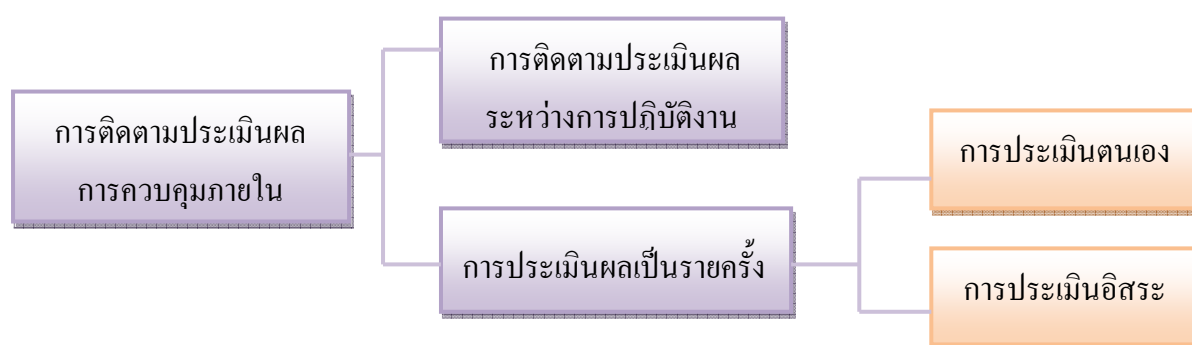 การติดตามประเมินผล
การควบคุมภายใน
การติดตามประเมินผล
ระหว่างการปฏิบัติงาน
การประเมินผลเป็นรายครั้ง
การประเมินตนเอง
การประเมินอิสระ